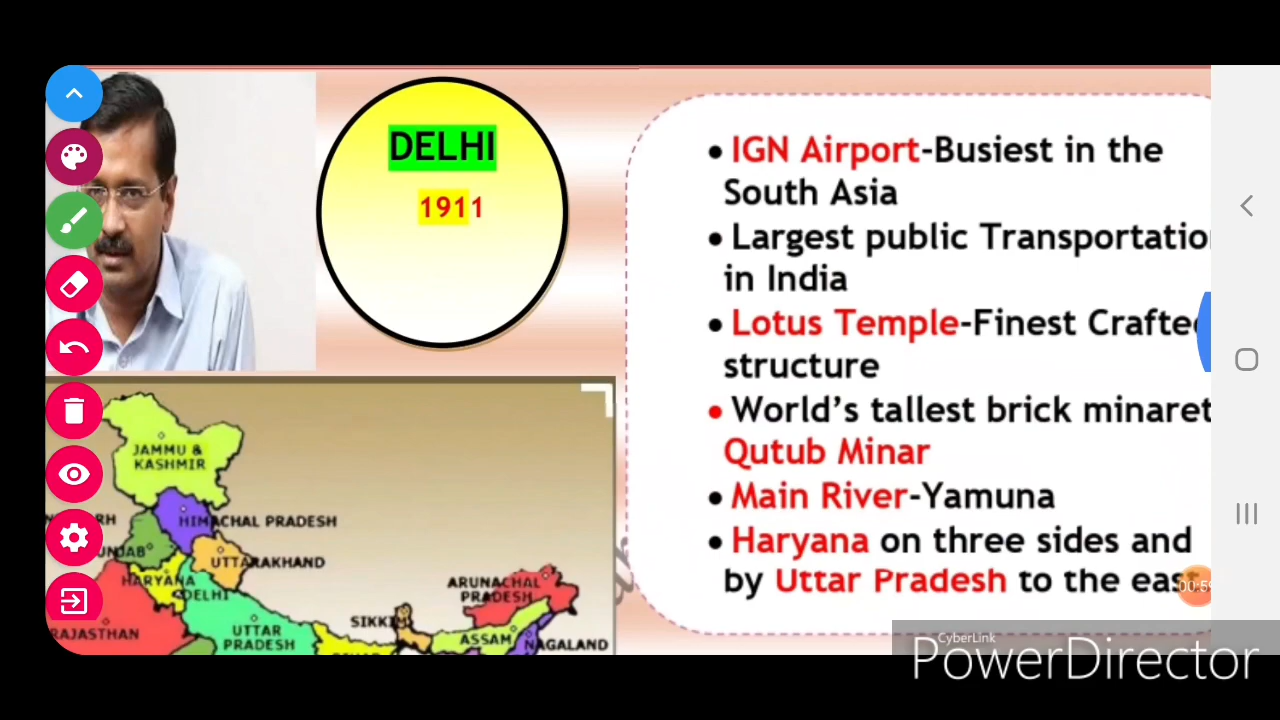 DELHI
1911
IGN Airport-Busiest in the
South Asia
Largest public Transportatio
in India
Lotus Temple-Finest Crafted
structure
World's tallest brick minaret
Qutub Minar
Main River-Yamuna
Haryana on three sides and
by Uttar Pradesh to the east
JAMMU &
KASHMIR
HIMACHAL PRADESH
UTTARAKHAND
HARYANA
DELHI
RAJASTHAN
UTTAR
PRADESH
SIKKIM
ARUNACHAL
PRADESH
ASSAM
NAGALAND
CyberLink
PowerDirector